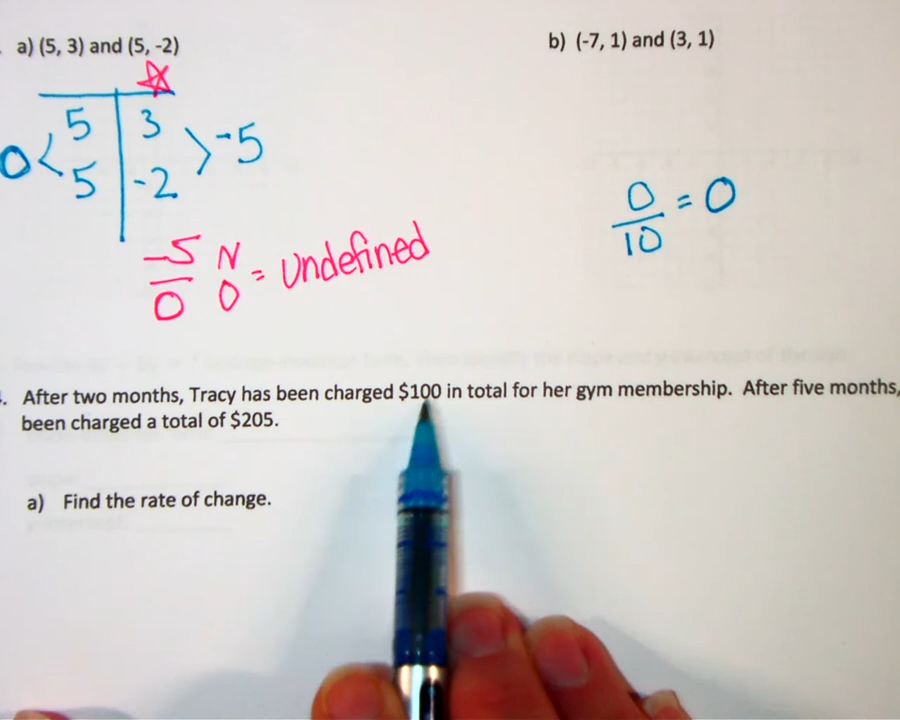 a) (5, 3) and (5, -2)
b) (-7, 1) and (3, 1)
5 3
0 < > -5
5 -2
-5/0 N/0 = Undefined
0/10 = 0
. After two months, Tracy has been charged $100 in total for her gym membership. After five months,
been charged a total of $205.
a) Find the rate of change.